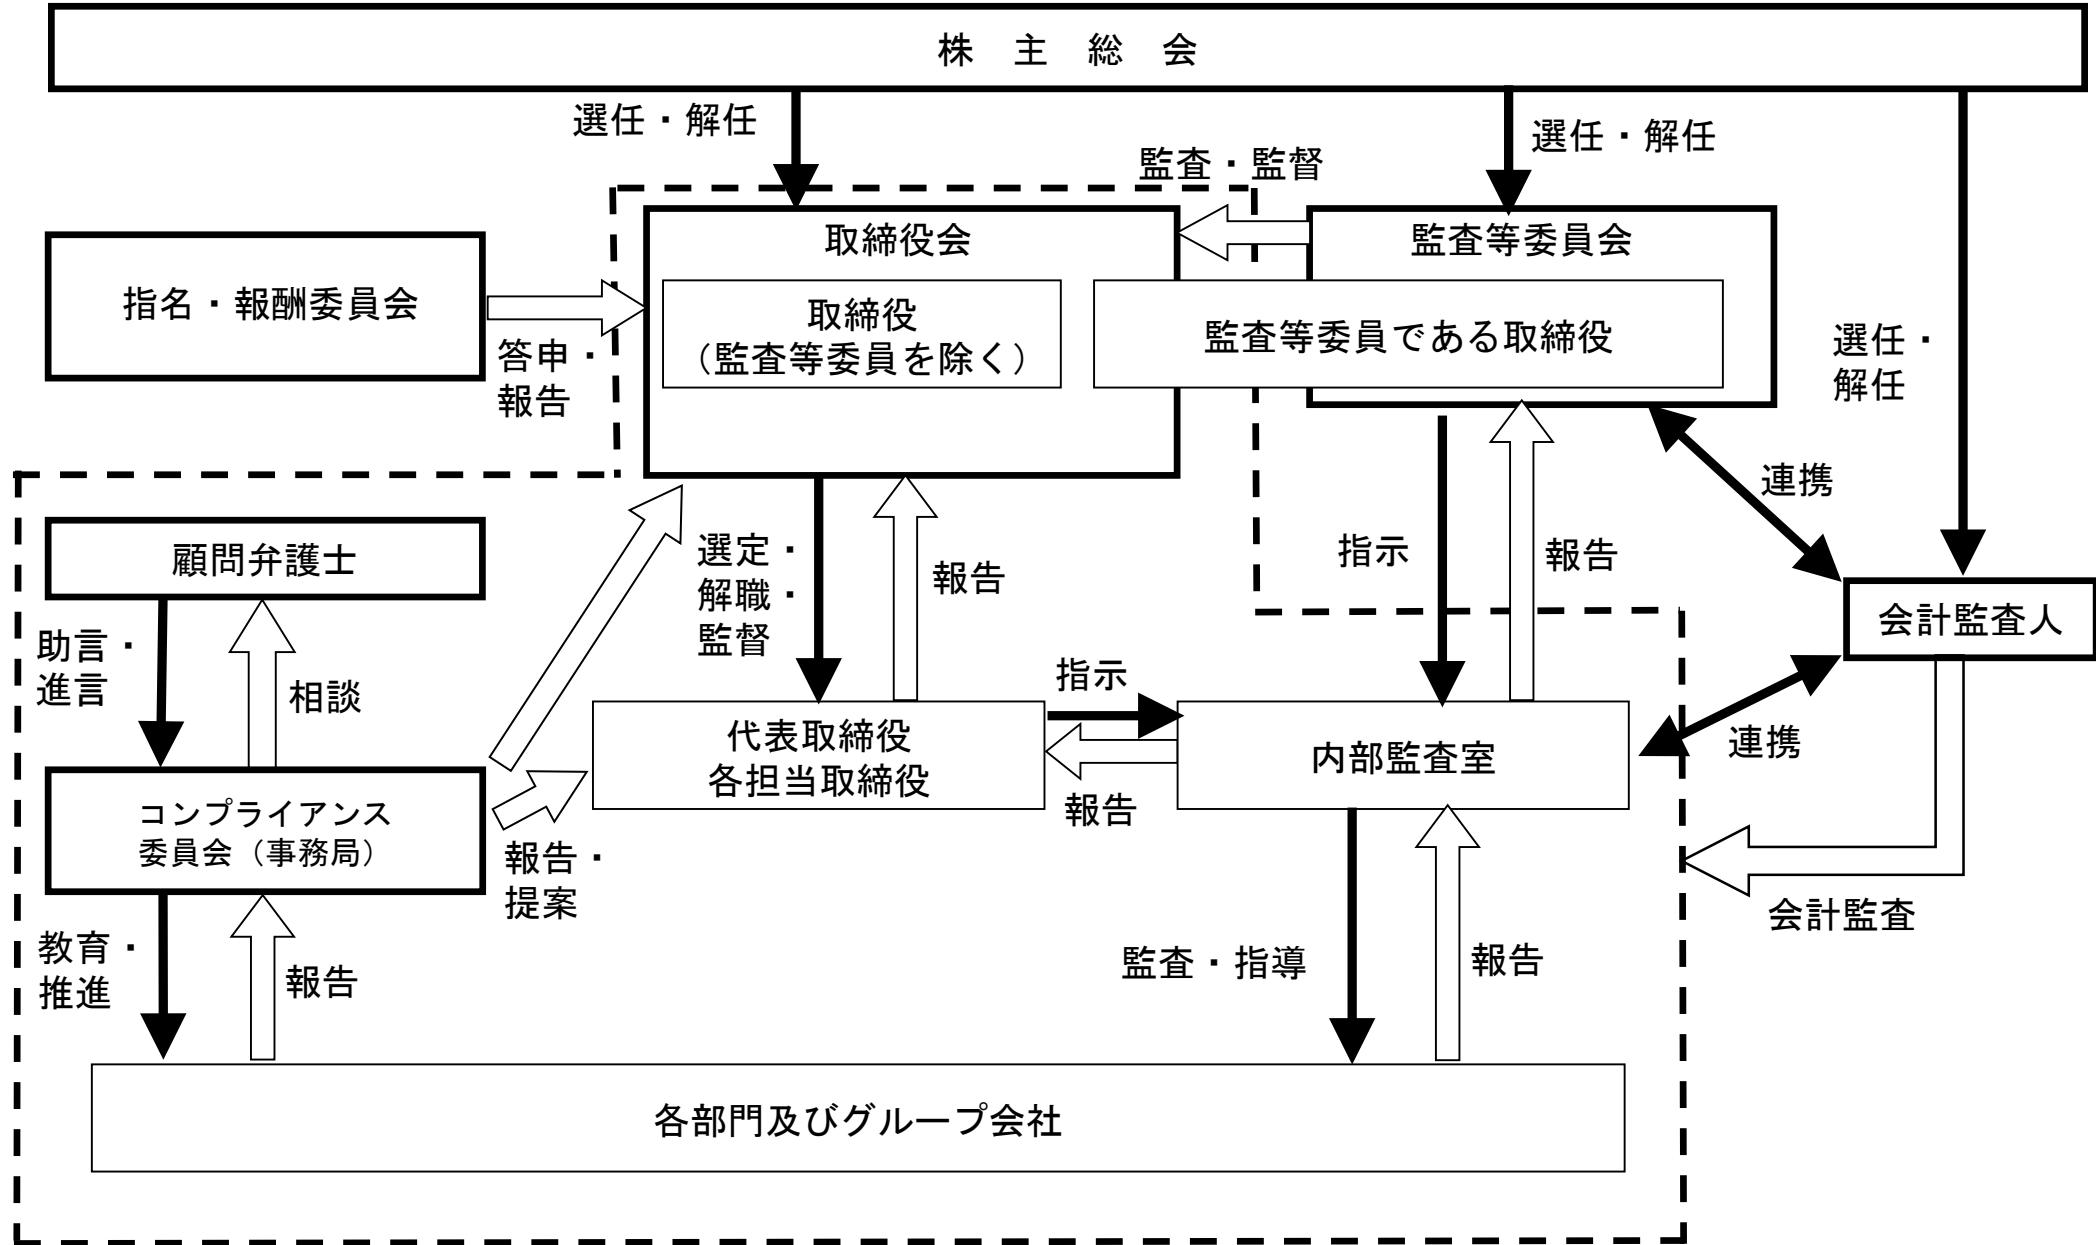 株　主　総　会
選任・解任
選任・解任
監査・監督
取締役会
監査等委員会
指名・報酬委員会
取締役
（監査等委員を除く）
監査等委員である取締役
選任・
解任
答申・
報告
連携
選定・
解職・
監督
報告
指示
報告
顧問弁護士
会計監査人
助言・
進言
相談
指示
代表取締役
各担当取締役
内部監査室
連携
報告
コンプライアンス
委員会（事務局）
報告・
提案
会計監査
教育・
推進
報告
監査・指導
報告
各部門及びグループ会社